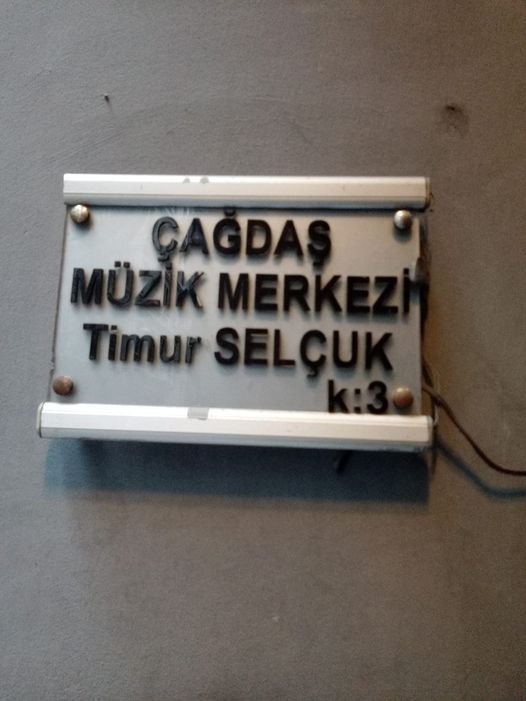 ÇAĞDAŞ
MÜZİK MERKEZİ
Timur SELÇUK
k:3